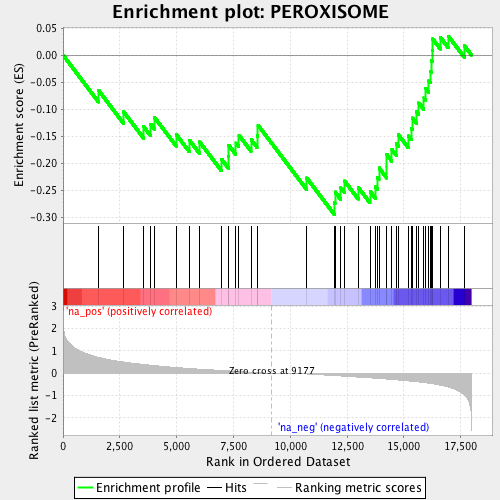 Enrichment plot: PEROXISOME
Enrichment score (ES)
0.05
0.00
-0.05
-0.10
-0.15
-0.20
-0.25
-0.30
'na_pos' (positively correlated)
Ranked list metric (PreRanked)
3
2
1
0
-1
-2
Zero cross at 9177
'na_neg' (negatively correlated)
0
2,500
5,000
7,500
10,000
12,500
15,000
17,500
Rank in Ordered Dataset
Enrichment profile
Hits
Ranking metric scores